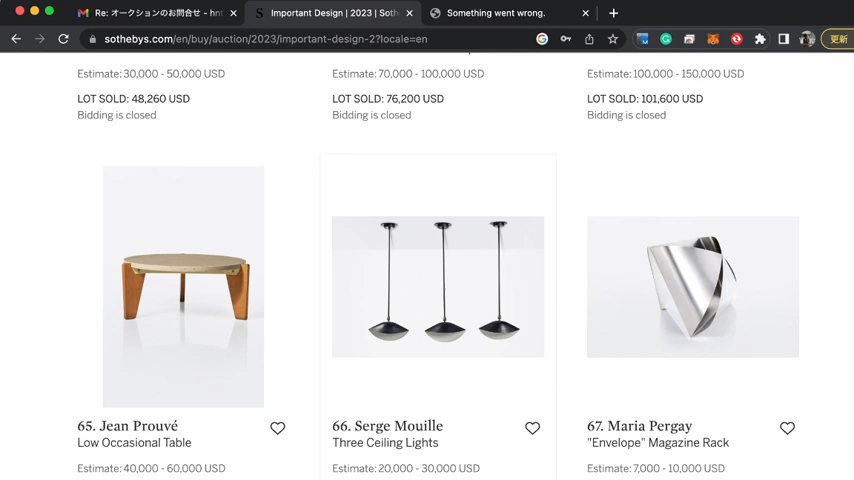 Re: オークションのお問合せ - hnf
Important Design | 2023 | Soth
Something went wrong.
sothebys.com/en/buy/auction/2023/important-design-2?locale=en
更新
Estimate: 30,000 - 50,000 USD
LOT SOLD: 48,260 USD
Bidding is closed
Estimate: 70,000 - 100,000 USD
LOT SOLD: 76,200 USD
Bidding is closed
Estimate: 100,000 - 150,000 USD
LOT SOLD: 101,600 USD
Bidding is closed
65. Jean Prouvé
Low Occasional Table
Estimate: 40,000 - 60,000 USD
66. Serge Mouille
Three Ceiling Lights
Estimate: 20,000 - 30,000 USD
67. Maria Pergay
"Envelope" Magazine Rack
Estimate: 7,000 - 10,000 USD